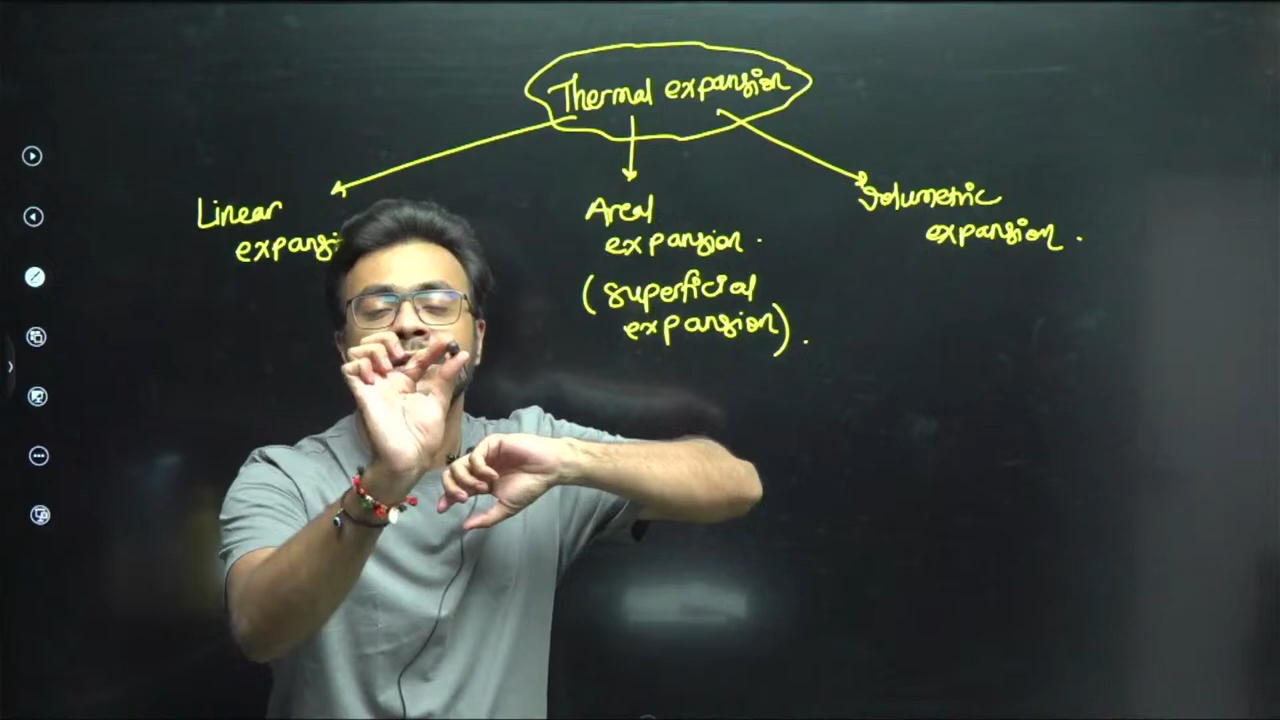 Thermal expansion
Linear
Areal
expansion.
(superficial
expansion).
Volumetric
expansion.